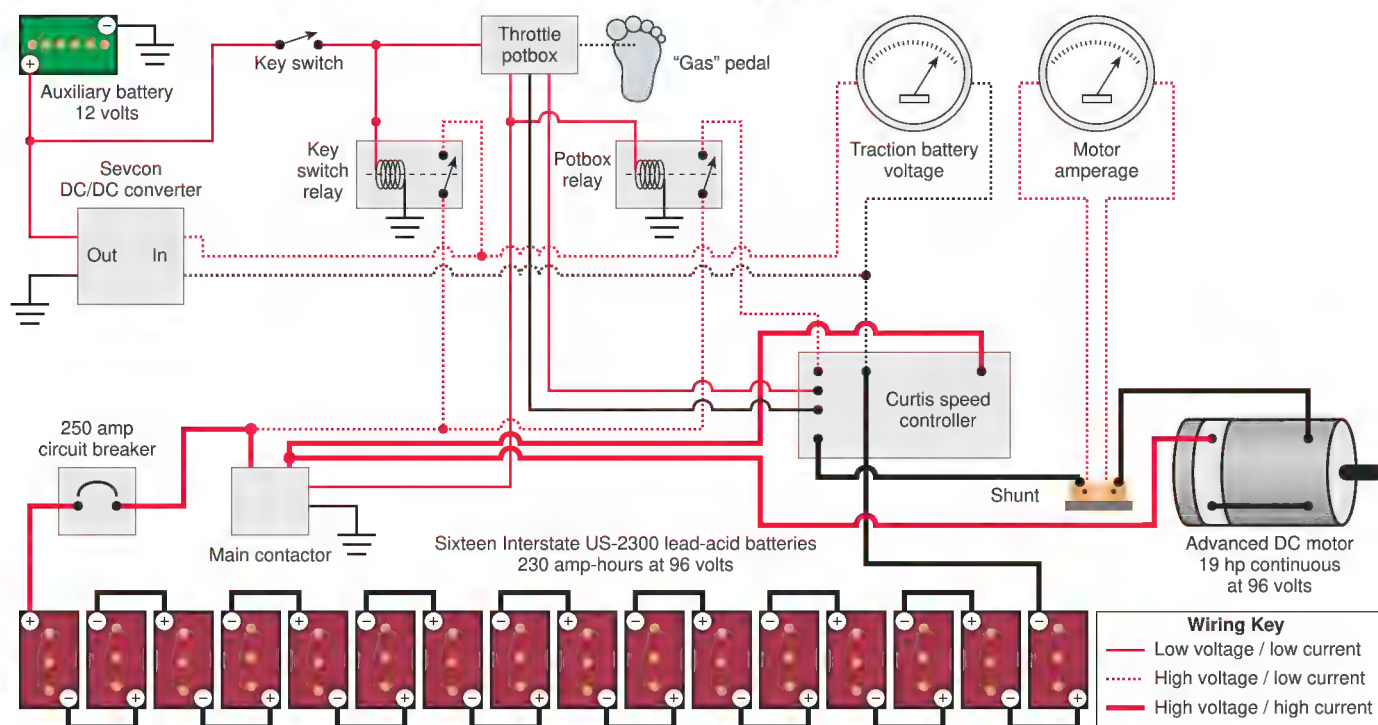 Auxiliary battery
12 volts
Key switch
Throttle
potbox
"Gas" pedal
Sevcon
DC/DC converter
Out
In
Key
switch
relay
Potbox
relay
Traction battery
voltage
Motor
amperage
250 amp
circuit breaker
Main contactor
Curtis speed
controller
Shunt
Sixteen Interstate US-2300 lead-acid batteries
230 amp-hours at 96 volts
Advanced DC motor
19 hp continuous
at 96 volts
Wiring Key
Low voltage / low current
High voltage / low current
High voltage / high current